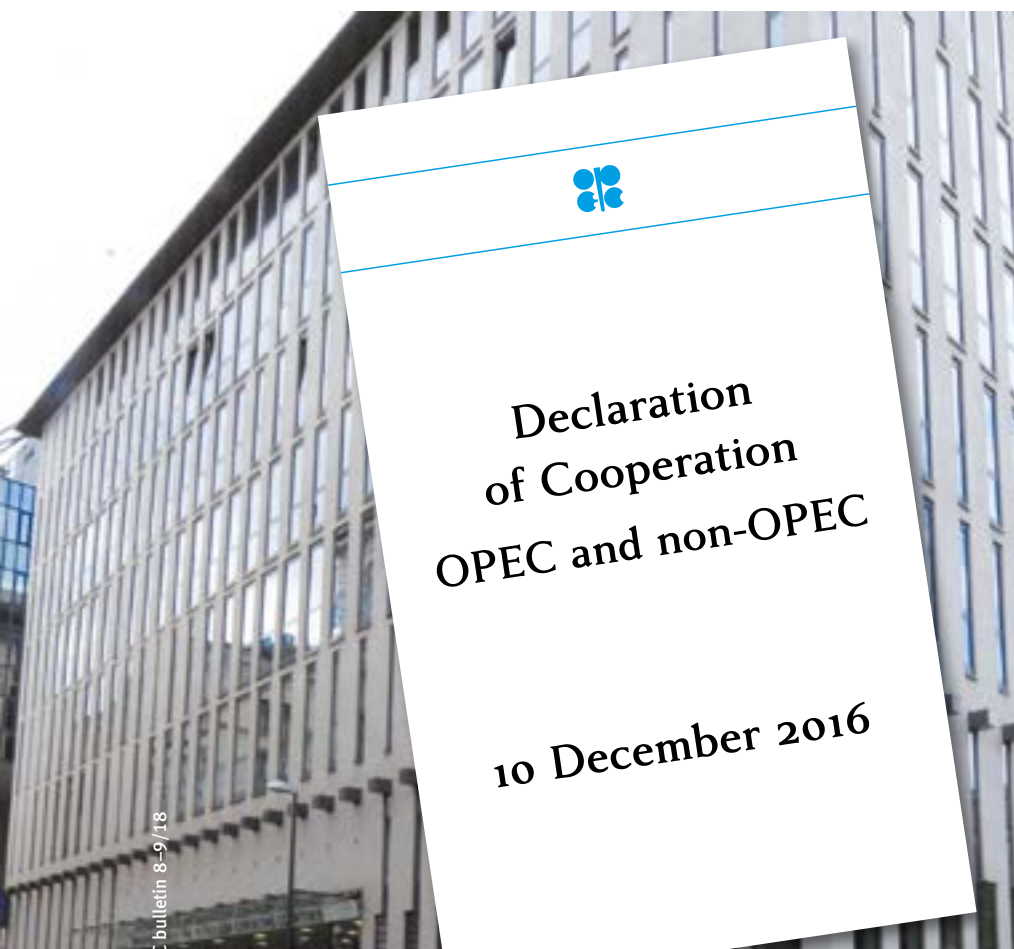 Declaration
of Cooperation
OPEC and non-OPEC
10 December 2016
C bulletin 8–9/18